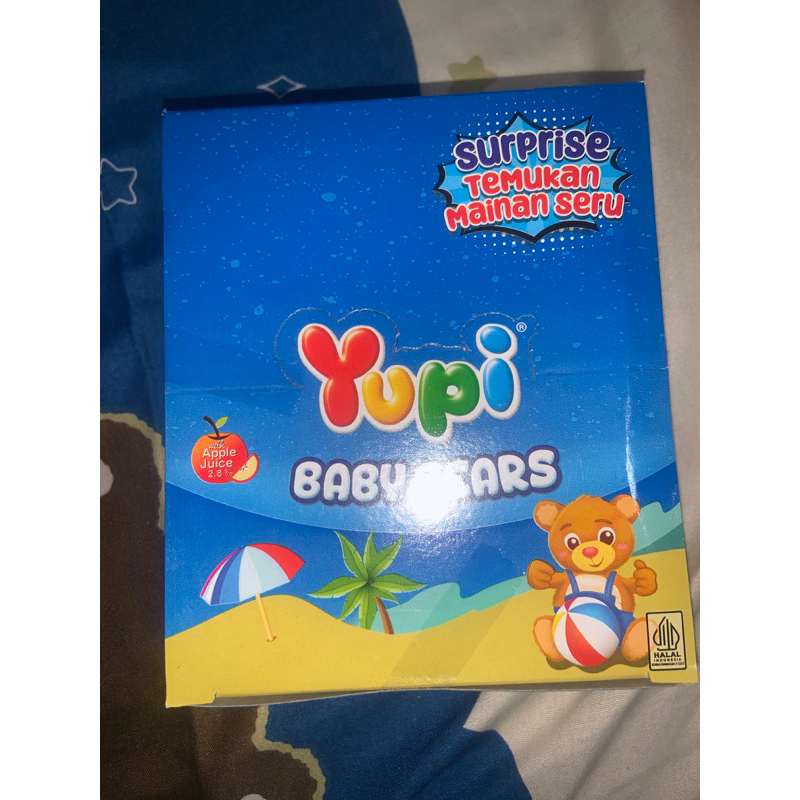 SURPRISE
TEMUKAN
MAINAN SERU
Yupi®
with
Apple
Juice
2.8 %
BABY BEARS
HALAL
INDONESIA